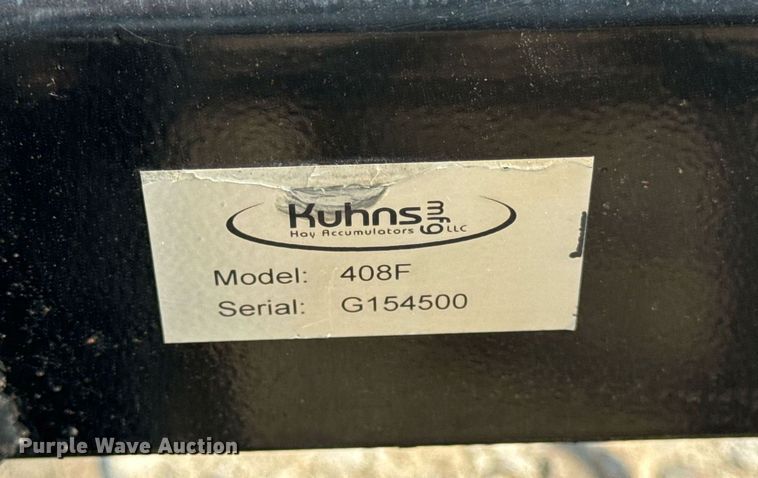 Kuhns mfg LLC
Hay Accumulators
Model: 408F
Serial: G154500
Purple Wave Auction